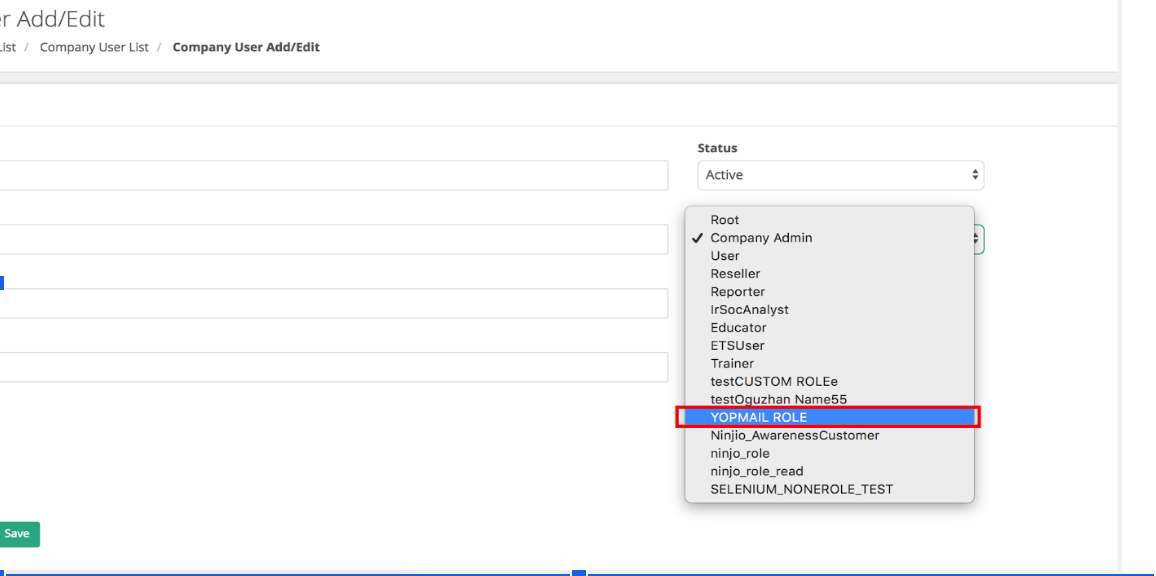 er Add/Edit
List / Company User List / Company User Add/Edit
Status
Active
Root
✓ Company Admin
User
Reseller
Reporter
IrSocAnalyst
Educator
ETSUser
Trainer
testCUSTOM ROLEe
testOguzhan Name55
YOPMAIL ROLE
Ninjio_AwarenessCustomer
ninjo_role
ninjo_role_read
SELENIUM_NONEROLE_TEST
Save